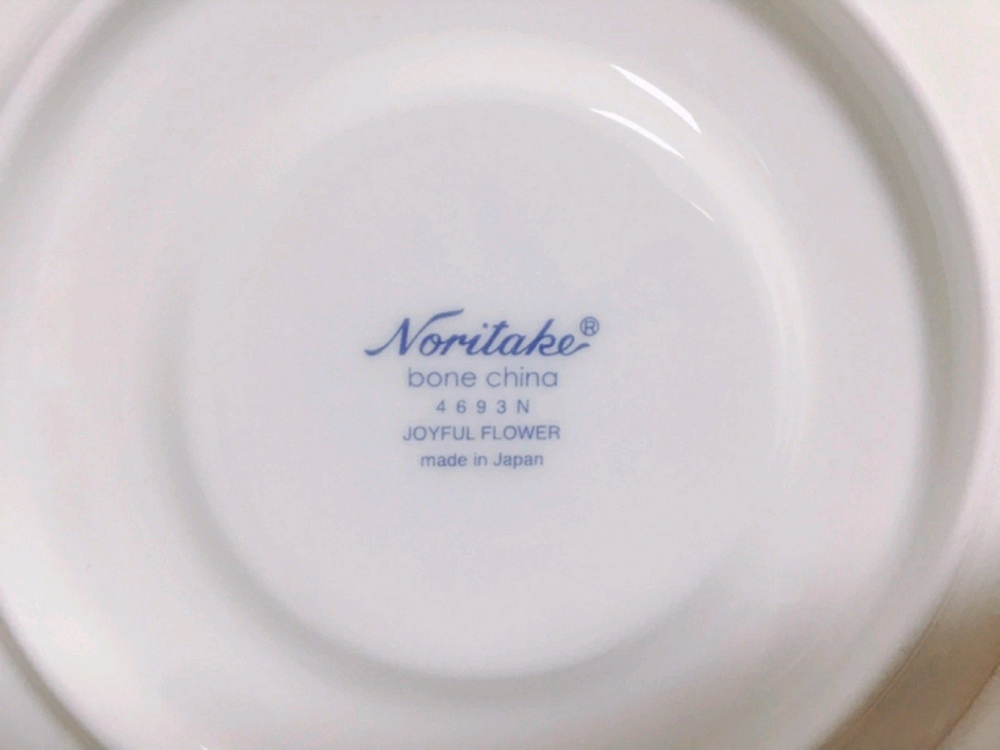 Noritake®
bone china
4693N
JOYFUL FLOWER
made in Japan